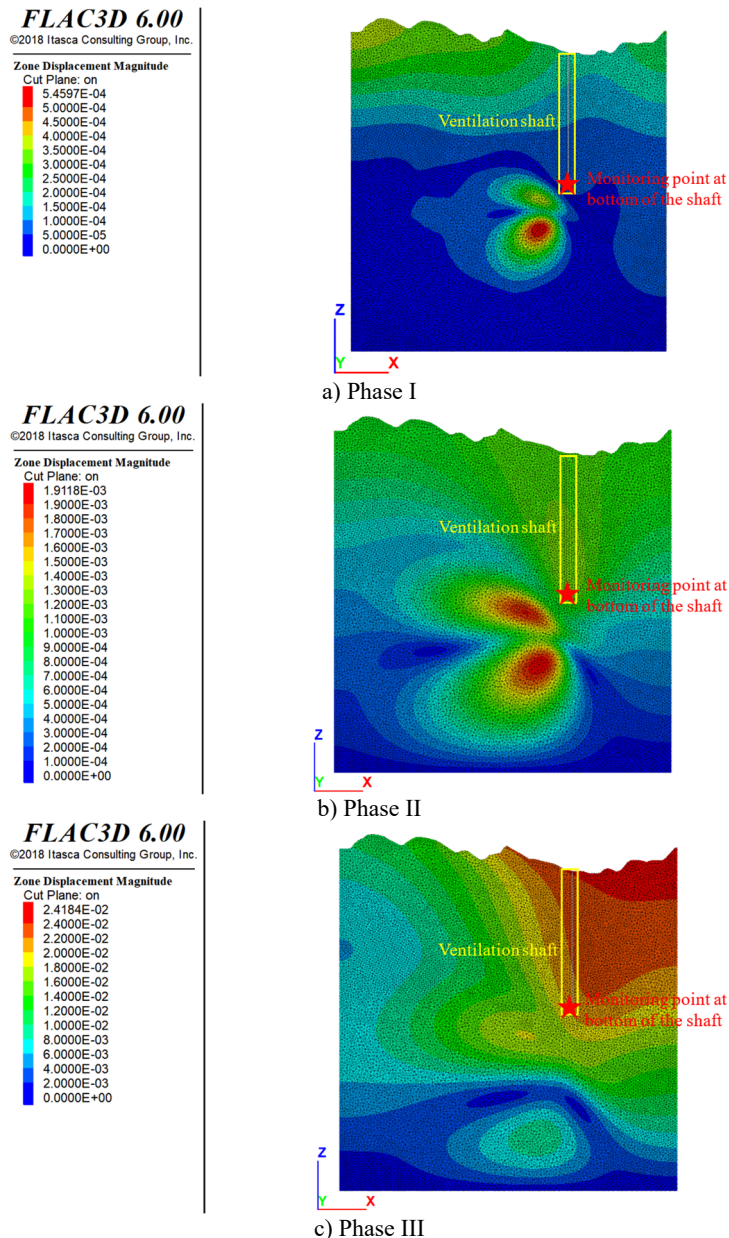 FLAC3D 6.00
©2018 Itasca Consulting Group, Inc.
Zone Displacement Magnitude
Cut Plane: on
5.4597E-04
5.0000E-04
4.5000E-04
4.0000E-04
3.5000E-04
3.0000E-04
2.5000E-04
2.0000E-04
1.5000E-04
1.0000E-04
5.0000E-05
0.0000E+00
Ventilation shaft
Monitoring point at
bottom of the shaft
Z
Y
X
a) Phase I
FLAC3D 6.00
©2018 Itasca Consulting Group, Inc.
Zone Displacement Magnitude
Cut Plane: on
1.9118E-03
1.9000E-03
1.8000E-03
1.7000E-03
1.6000E-03
1.5000E-03
1.4000E-03
1.3000E-03
1.2000E-03
1.1000E-03
1.0000E-03
9.0000E-04
8.0000E-04
7.0000E-04
6.0000E-04
5.0000E-04
4.0000E-04
3.0000E-04
2.0000E-04
1.0000E-04
0.0000E+00
Ventilation shaft
Monitoring point at
bottom of the shaft
Z
Y
X
b) Phase II
FLAC3D 6.00
©2018 Itasca Consulting Group, Inc.
Zone Displacement Magnitude
Cut Plane: on
2.4184E-02
2.4000E-02
2.2000E-02
2.0000E-02
1.8000E-02
1.6000E-02
1.4000E-02
1.2000E-02
1.0000E-02
8.0000E-03
6.0000E-03
4.0000E-03
2.0000E-03
0.0000E+00
Ventilation shaft
Monitoring point at
bottom of the shaft
Z
Y
X
c) Phase III